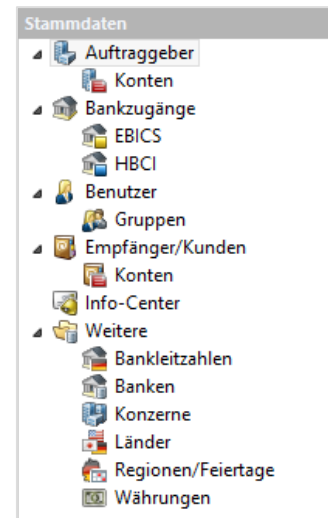 Stammdaten
Auftraggeber
Konten
Bankzugänge
EBICS
HBCI
Benutzer
Gruppen
Empfänger/Kunden
Konten
Info-Center
Weitere
Bankleitzahlen
Banken
Konzerne
Länder
Regionen/Feiertage
Währungen